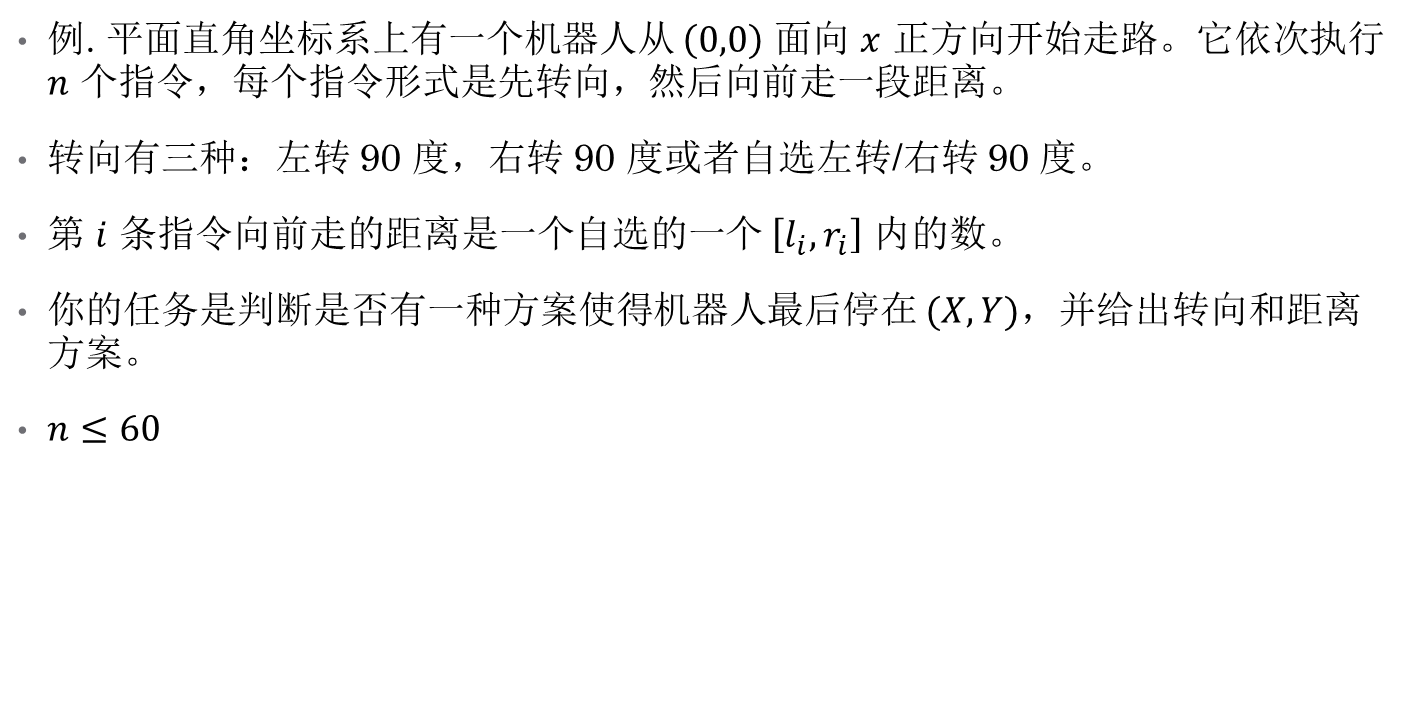 • 例. 平面直角坐标系上有一个机器人从 (0,0) 面向 x 正方向开始走路。它依次执行
n 个指令，每个指令形式是先转向，然后向前走一段距离。
• 转向有三种：左转 90 度，右转 90 度或者自选左转/右转 90 度。
• 第 i 条指令向前走的距离是一个自选的一个 [lᵢ,rᵢ] 内的数。
• 你的任务是判断是否有一种方案使得机器人最后停在 (X,Y)，并给出转向和距离
方案。
• n ≤ 60